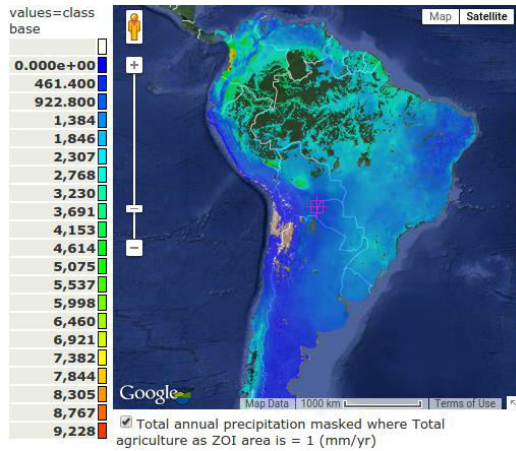 values=class
base
0.000e+00
461.400
922.800
1,384
1,846
2,307
2,768
3,230
3,691
4,153
4,614
5,075
5,537
5,998
6,460
6,921
7,382
7,844
8,305
8,767
9,228
Map Satellite
Google
Map Data 1000 km Terms of Use
Total annual precipitation masked where Total
agriculture as ZOI area is = 1 (mm/yr)